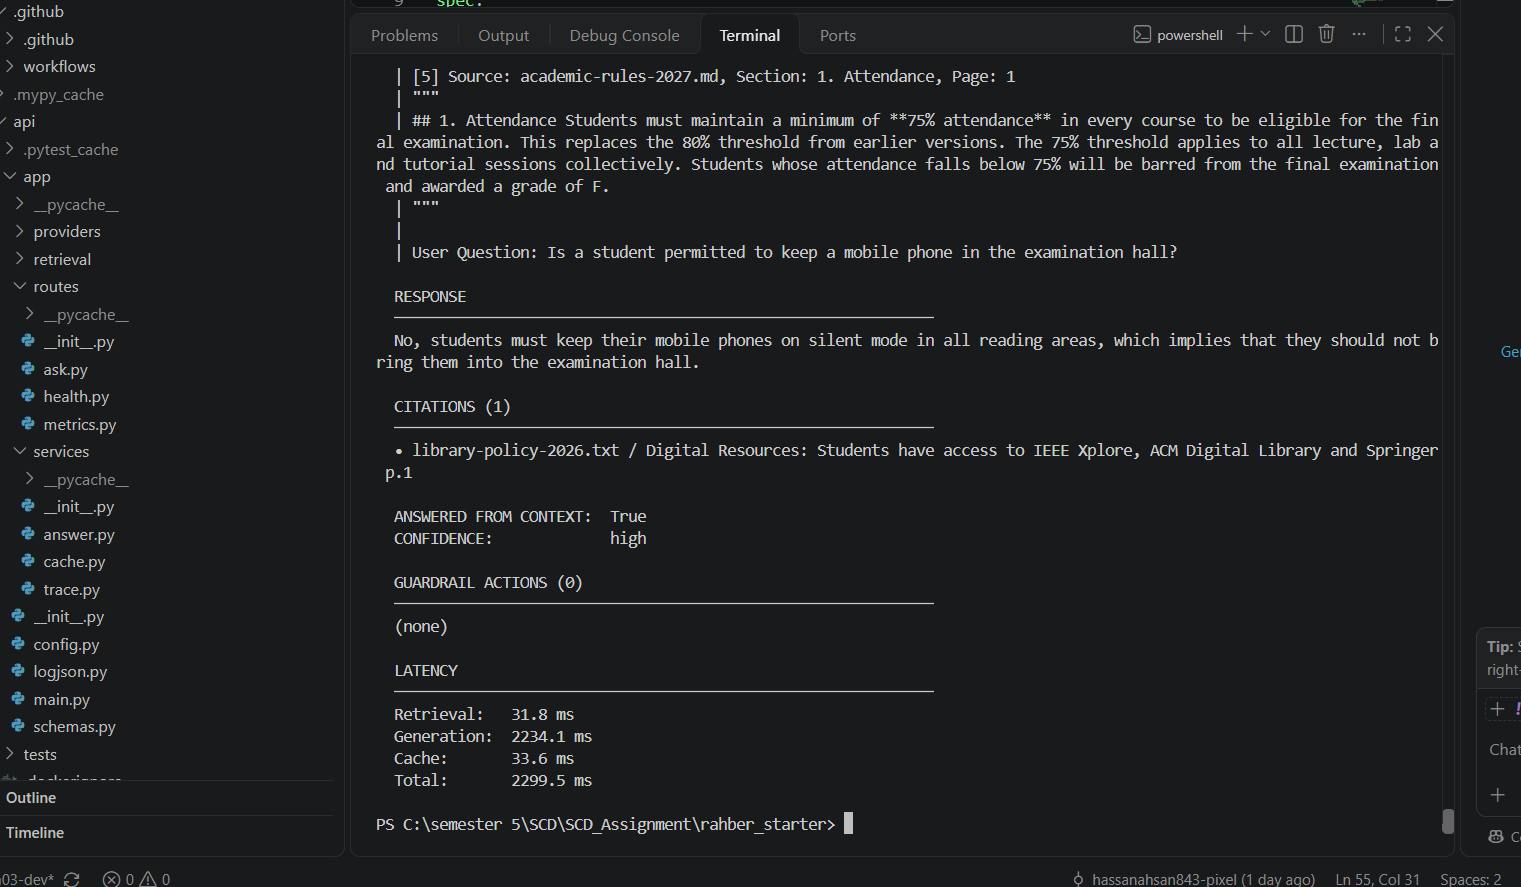 .github
.github
workflows
.mypy_cache
api
.pytest_cache
app
__pycache__
providers
retrieval
routes
__pycache__
__init__.py
ask.py
health.py
metrics.py
services
__pycache__
__init__.py
answer.py
cache.py
trace.py
__init__.py
config.py
logjson.py
main.py
schemas.py
tests
Outline
Timeline
9 spec:
Problems Output Debug Console Terminal Ports powershell
| [5] Source: academic-rules-2027.md, Section: 1. Attendance, Page: 1
| """
| ## 1. Attendance Students must maintain a minimum of **75% attendance** in every course to be eligible for the fin
al examination. This replaces the 80% threshold from earlier versions. The 75% threshold applies to all lecture, lab a
nd tutorial sessions collectively. Students whose attendance falls below 75% will be barred from the final examination
and awarded a grade of F.
| """
|
| User Question: Is a student permitted to keep a mobile phone in the examination hall?
RESPONSE
No, students must keep their mobile phones on silent mode in all reading areas, which implies that they should not b
ring them into the examination hall.
CITATIONS (1)
• library-policy-2026.txt / Digital Resources: Students have access to IEEE Xplore, ACM Digital Library and Springer
p.1
ANSWERED FROM CONTEXT: True
CONFIDENCE: high
GUARDRAIL ACTIONS (0)
(none)
LATENCY
Retrieval: 31.8 ms
Generation: 2234.1 ms
Cache: 33.6 ms
Total: 2299.5 ms
PS C:\semester 5\SCD\SCD_Assignment\rahber_starter>
Ge
Tip:
right-
Chat
03-dev* 0 0 hassanahsan843-pixel (1 day ago) Ln 55, Col 31 Spaces: 2